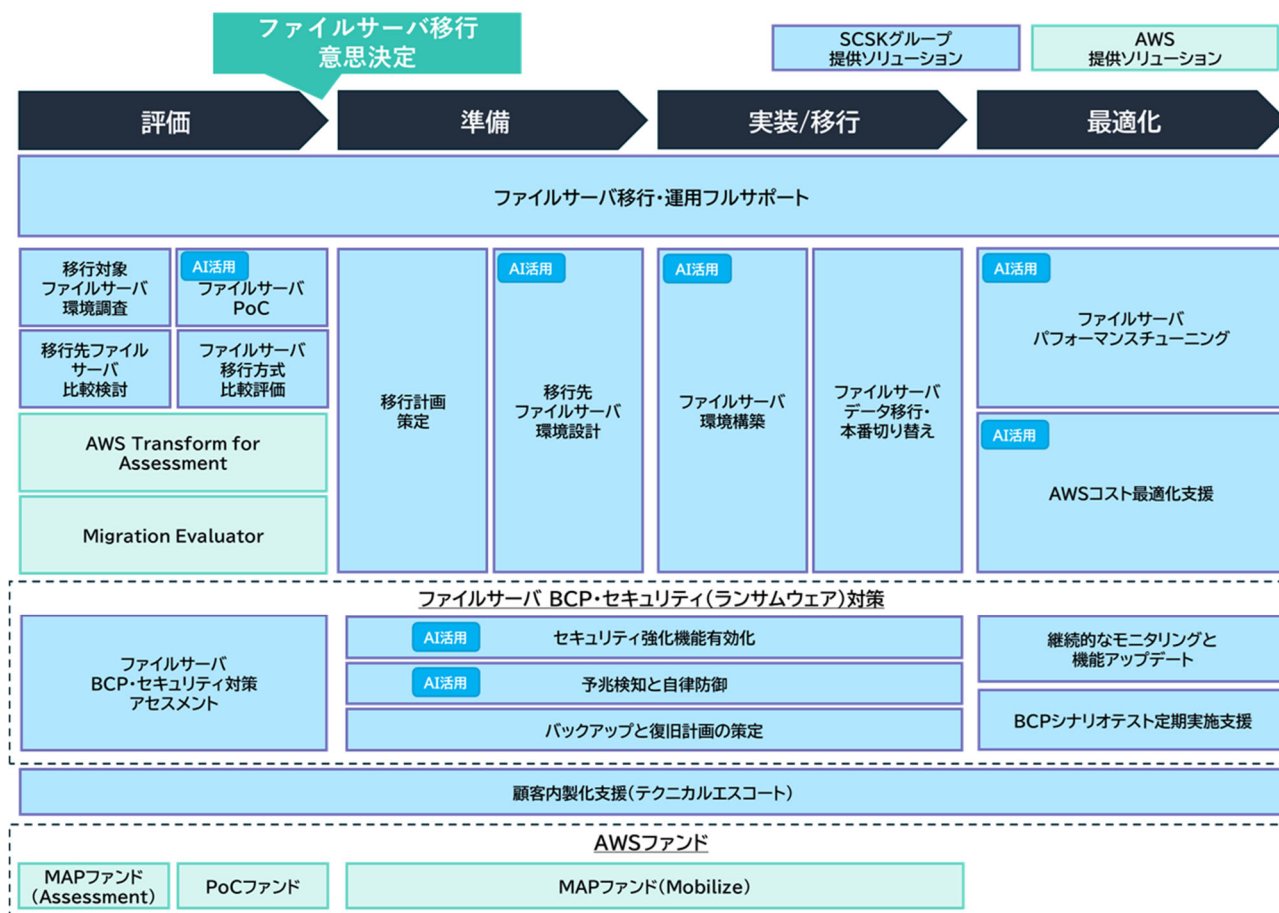 ファイルサーバ移行
意思決定
SCSKグループ
提供ソリューション
AWS
提供ソリューション
評価
準備
実装/移行
最適化
ファイルサーバ移行・運用フルサポート
移行対象
ファイルサーバ
環境調査
AI活用
ファイルサーバ
PoC
移行先ファイル
サーバ
比較検討
ファイルサーバ
移行方式
比較評価
AWS Transform for
Assessment
Migration Evaluator
移行計画
策定
AI活用
移行先
ファイルサーバ
環境設計
AI活用
ファイルサーバ
環境構築
ファイルサーバ
データ移行・
本番切り替え
AI活用
ファイルサーバ
パフォーマンスチューニング
AI活用
AWSコスト最適化支援
ファイルサーバ BCP・セキュリティ(ランサムウェア)対策
ファイルサーバ
BCP・セキュリティ対策
アセスメント
AI活用
セキュリティ強化機能有効化
AI活用
予兆検知と自律防御
バックアップと復旧計画の策定
継続的なモニタリングと
機能アップデート
BCPシナリオテスト定期実施支援
顧客内製化支援(テクニカルエスコート)
AWSファンド
MAPファンド
(Assessment)
PoCファンド
MAPファンド(Mobilize)